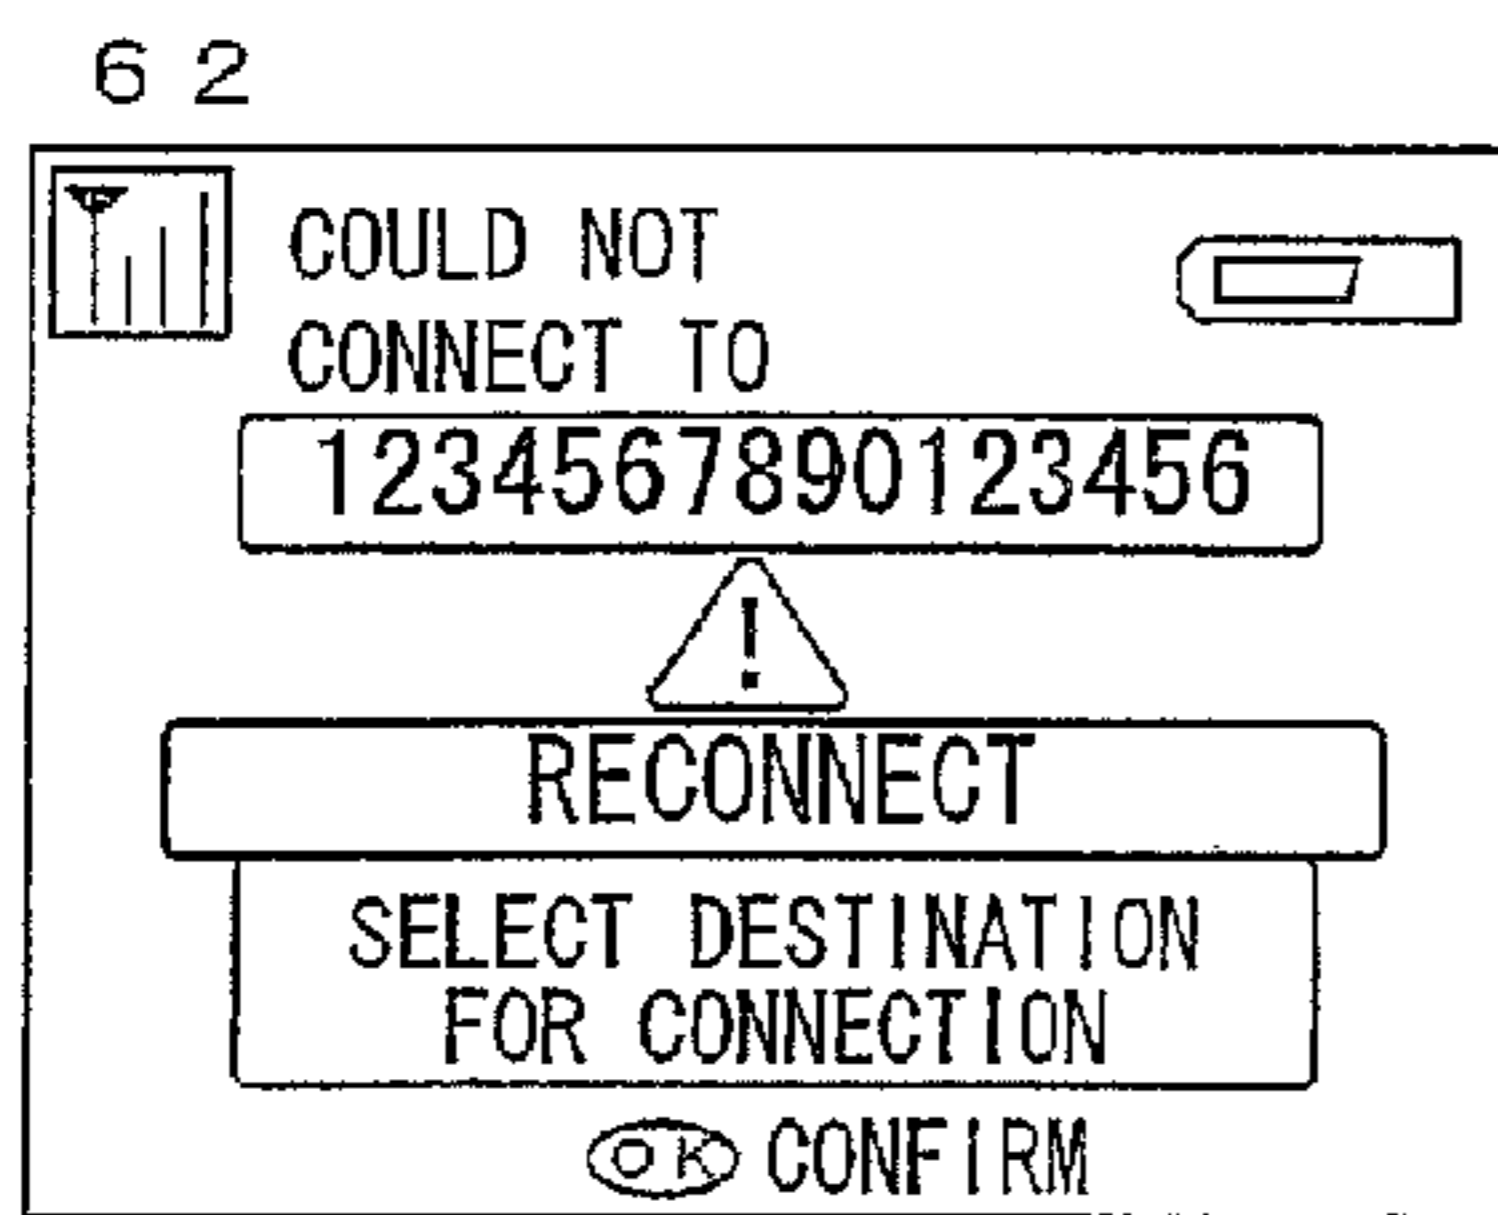 62
COULD NOT
CONNECT TO
1234567890123456
!
RECONNECT
SELECT DESTINATION
FOR CONNECTION
OK CONFIRM